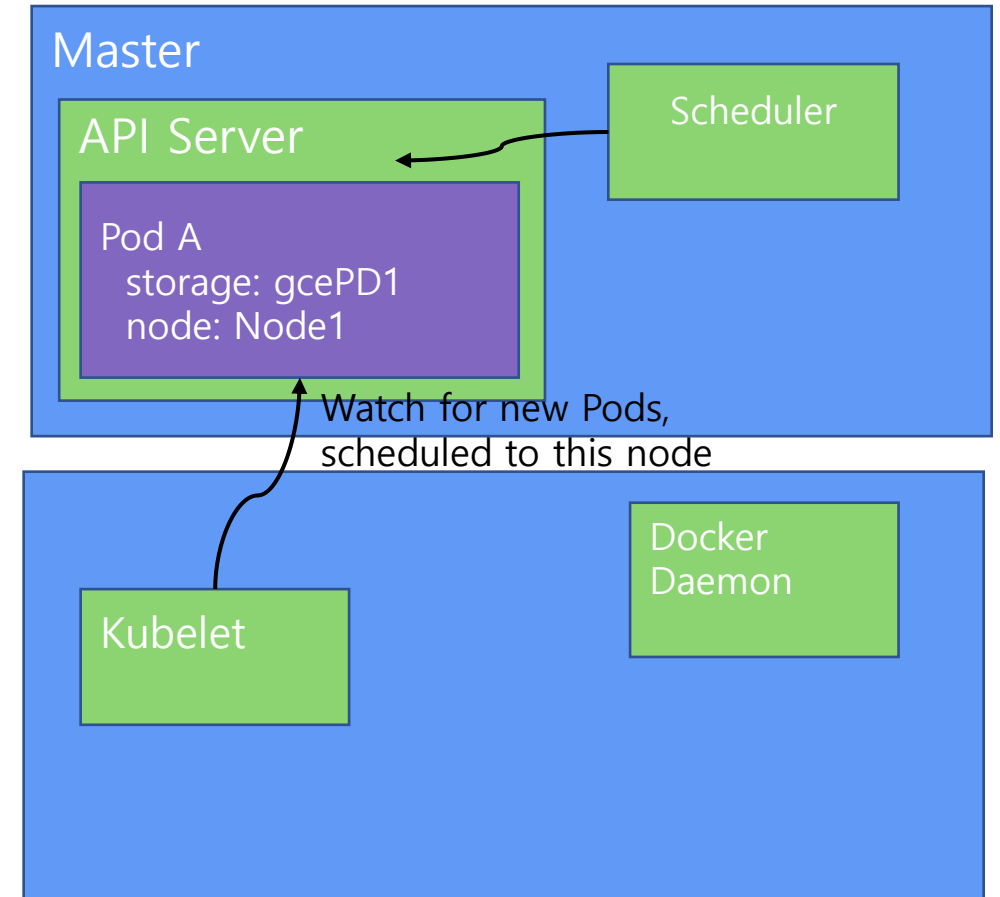 Master
API Server
Scheduler
Pod A
storage: gcePD1
node: Node1
Watch for new Pods,
scheduled to this node
Docker
Daemon
Kubelet